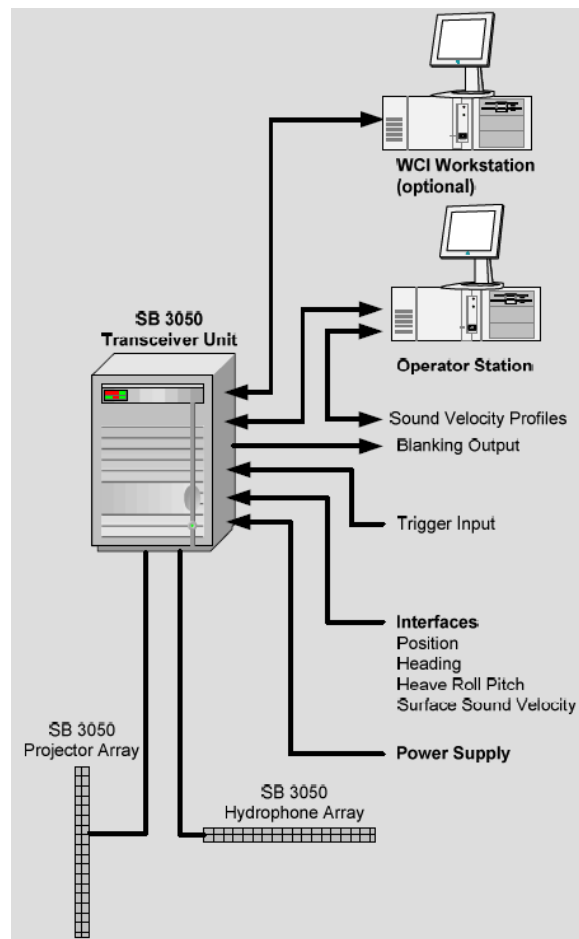 WCI Workstation
(optional)
SB 3050
Transceiver Unit
Operator Station
Sound Velocity Profiles
Blanking Output
Trigger Input
Interfaces
Position
Heading
Heave Roll Pitch
Surface Sound Velocity
Power Supply
SB 3050
Projector Array
SB 3050
Hydrophone Array